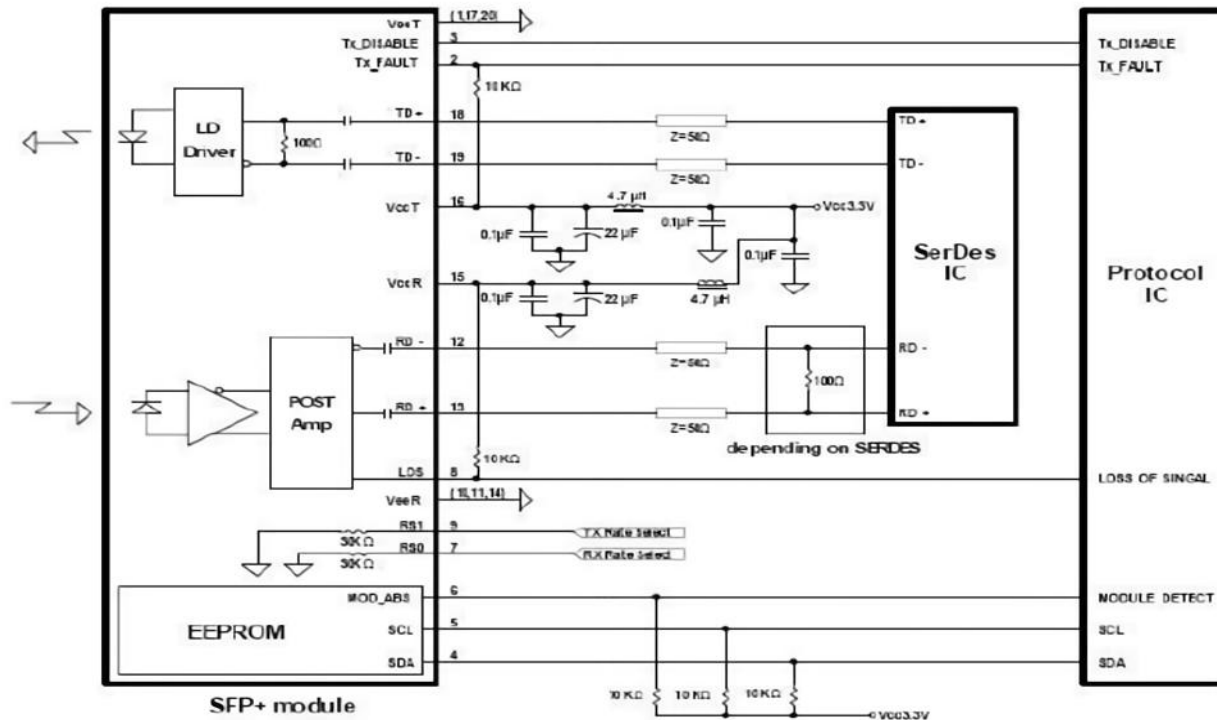 VeeT
(1,17,20)
Tx_DISABLE
3
Tx_DISABLE
Tx_FAULT
2
Tx_FAULT
10 KΩ
LD
Driver
100Ω
TD+
18
Z=50Ω
TD+
TD-
19
Z=50Ω
TD-
VccT
16
4.7 µH
Vcc3.3V
0.1µF
22 µF
0.1µF
0.1µF
SerDes
IC
Protocol
IC
VccR
15
4.7 µH
0.1µF
22 µF
RD -
12
Z=50Ω
RD -
100Ω
POST
Amp
RD +
13
Z=50Ω
RD+
depending on SERDES
10 KΩ
LOS
8
LOSS OF SINGAL
VeeR
(10,11,14)
RS1
9
TX Rate Select
30KΩ
RS0
7
RX Rate Select
30KΩ
MOD_ABS
6
MODULE DETECT
EEPROM
SCL
5
SCL
SDA
4
SDA
10 KΩ
10 KΩ
10 KΩ
Vcc3.3V
SFP+ module